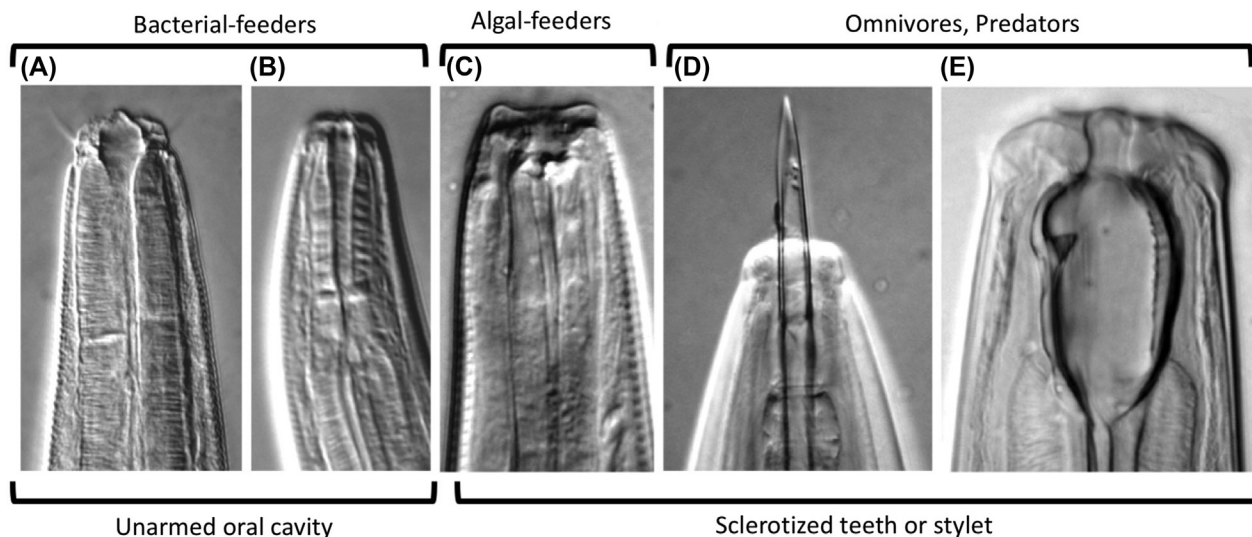 Bacterial-feeders
Algal-feeders
Omnivores, Predators
(A)
(B)
(C)
(D)
(E)
Unarmed oral cavity
Sclerotized teeth or stylet